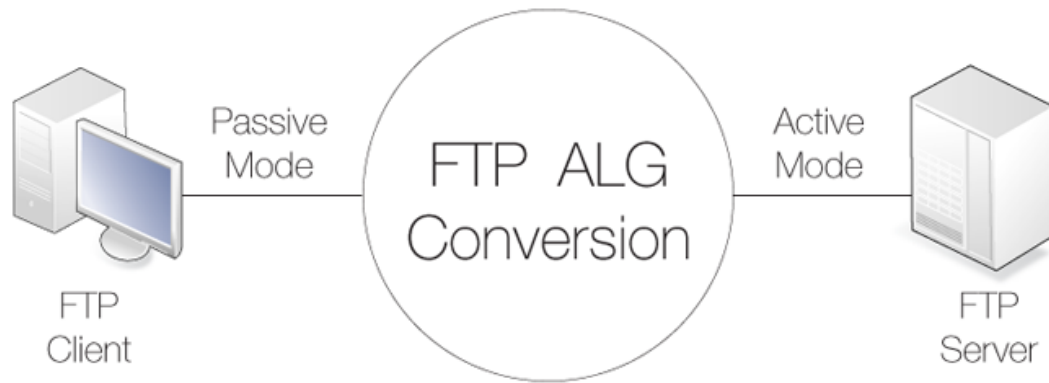 Passive
Mode
FTP ALG
Conversion
Active
Mode
FTP
Client
FTP
Server